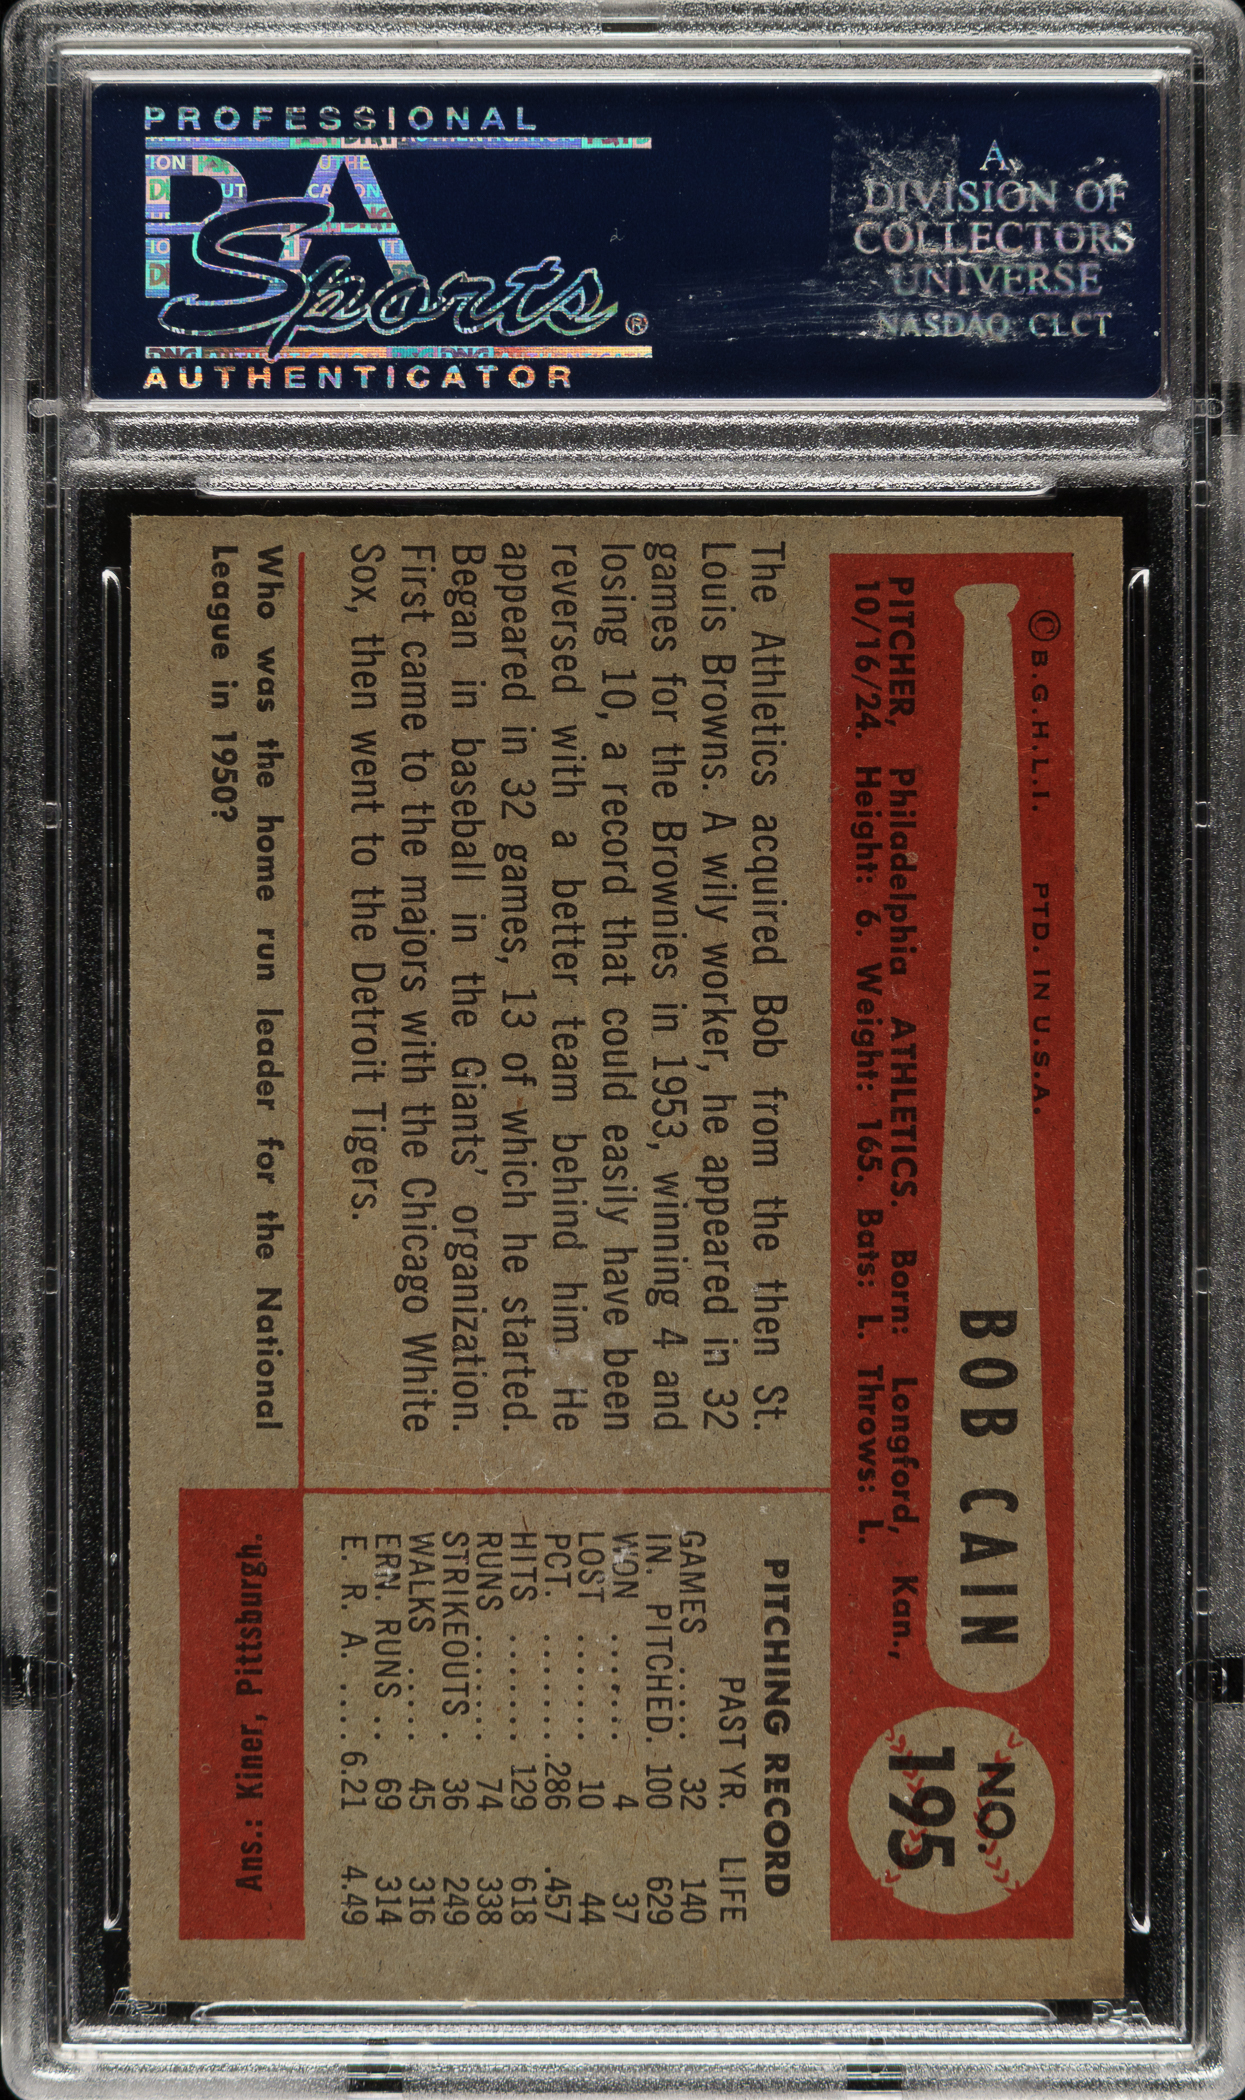 PROFESSIONAL
PSA
Sports®
AUTHENTICATOR
A
DIVISION OF
COLLECTORS
UNIVERSE
NASDAQ: CLCT
© B.G.H.L.I. PTD. IN U.S.A.
BOB CAIN
NO.
195
PITCHER, Philadelphia ATHLETICS. Born: Longford, Kan.,
10/16/24. Height: 6. Weight: 165. Bats: L. Throws: L.
The Athletics acquired Bob from the then St.
Louis Browns. A wily worker, he appeared in 32
games for the Brownies in 1953, winning 4 and
losing 10, a record that could easily have been
reversed with a better team behind him. He
appeared in 32 games, 13 of which he started.
Began in baseball in the Giants' organization.
First came to the majors with the Chicago White
Sox, then went to the Detroit Tigers.
PITCHING RECORD
PAST YR. LIFE
GAMES .... 32 140
IN. PITCHED. 100 629
WON ....... 4 37
LOST ...... 10 44
PCT. ....... .286 .457
HITS ...... 129 618
RUNS ...... 74 338
STRIKEOUTS . 36 249
WALKS .... 45 316
ERN. RUNS .. 69 314
E. R. A. .... 6.21 4.49
Who was the home run leader for the National
League in 1950?
Ans.: Kiner, Pittsburgh.